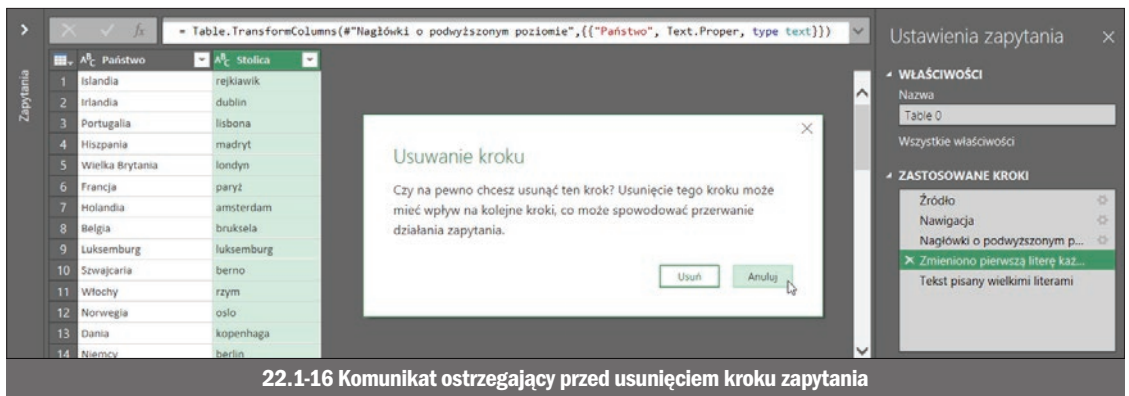 = Table.TransformColumns(#"Nagłówki o podwyższonym poziomie",{{"Państwo", Text.Proper, type text}})
Zapytania
Państwo Stolica
1 Islandia rejkiawik
2 Irlandia dublin
3 Portugalia lisbona
4 Hiszpania madryt
5 Wielka Brytania londyn
6 Francja paryż
7 Holandia amsterdam
8 Belgia bruksela
9 Luksemburg luksemburg
10 Szwajcaria berno
11 Włochy rzym
12 Norwegia oslo
13 Dania kopenhaga
14 Niemcy berlin
Usuwanie kroku
Czy na pewno chcesz usunąć ten krok? Usunięcie tego kroku może
mieć wpływ na kolejne kroki, co może spowodować przerwanie
działania zapytania.
Usuń Anuluj
Ustawienia zapytania
WŁAŚCIWOŚCI
Nazwa
Table 0
Wszystkie właściwości
ZASTOSOWANE KROKI
Źródło
Nawigacja
Nagłówki o podwyższonym p...
Zmieniono pierwszą literę każ...
Tekst pisany wielkimi literami
22.1-16 Komunikat ostrzegający przed usunięciem kroku zapytania